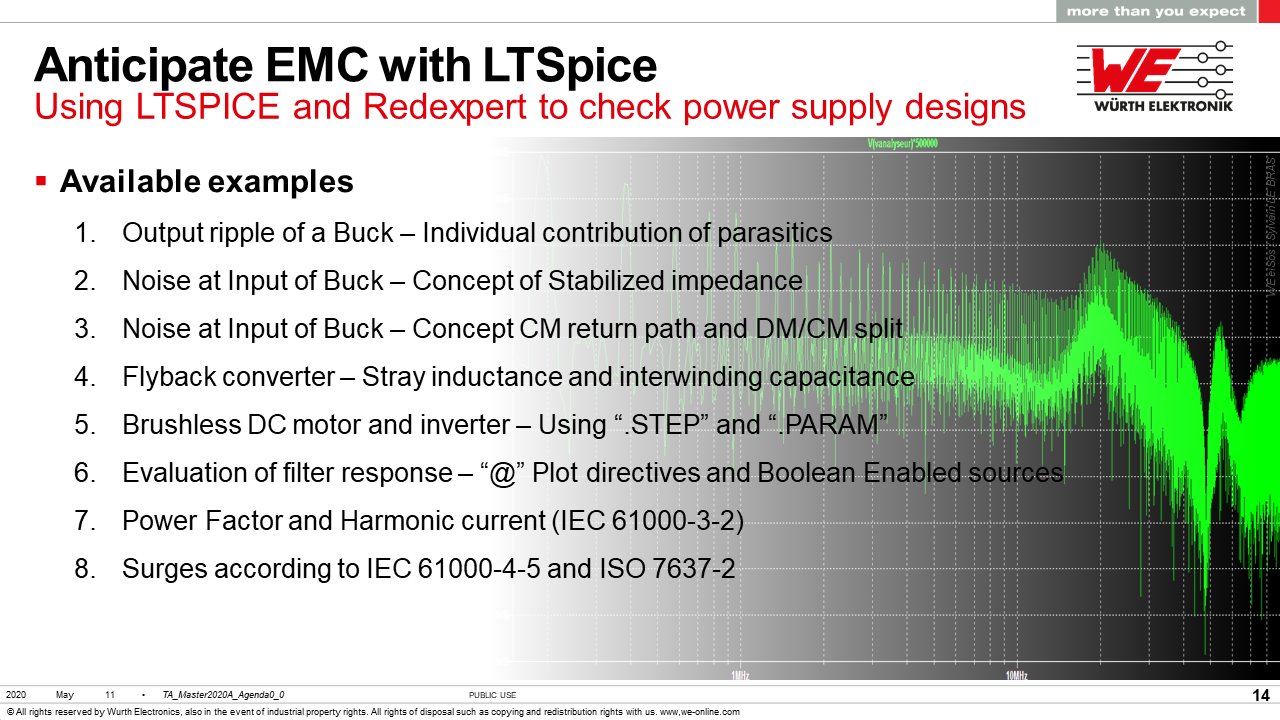 more than you expect
Anticipate EMC with LTSpice
Using LTSPICE and Redexpert to check power supply designs
WE
WÜRTH ELEKTRONIK
V(vanalyseur)*500000
▪ Available examples
1. Output ripple of a Buck – Individual contribution of parasitics
2. Noise at Input of Buck – Concept of Stabilized impedance
3. Noise at Input of Buck – Concept CM return path and DM/CM split
4. Flyback converter – Stray inductance and interwinding capacitance
5. Brushless DC motor and inverter – Using “.STEP” and “.PARAM”
6. Evaluation of filter response – “@” Plot directives and Boolean Enabled sources
7. Power Factor and Harmonic current (IEC 61000-3-2)
8. Surges according to IEC 61000-4-5 and ISO 7637-2
BRAS
1MHz 10MHz
2020 May 11 • TA_Master2020A_Agenda0_0 PUBLIC USE 14
© All rights reserved by Wurth Electronics, also in the event of industrial property rights. All rights of disposal such as copying and redistribution rights with us. www,we-online.com